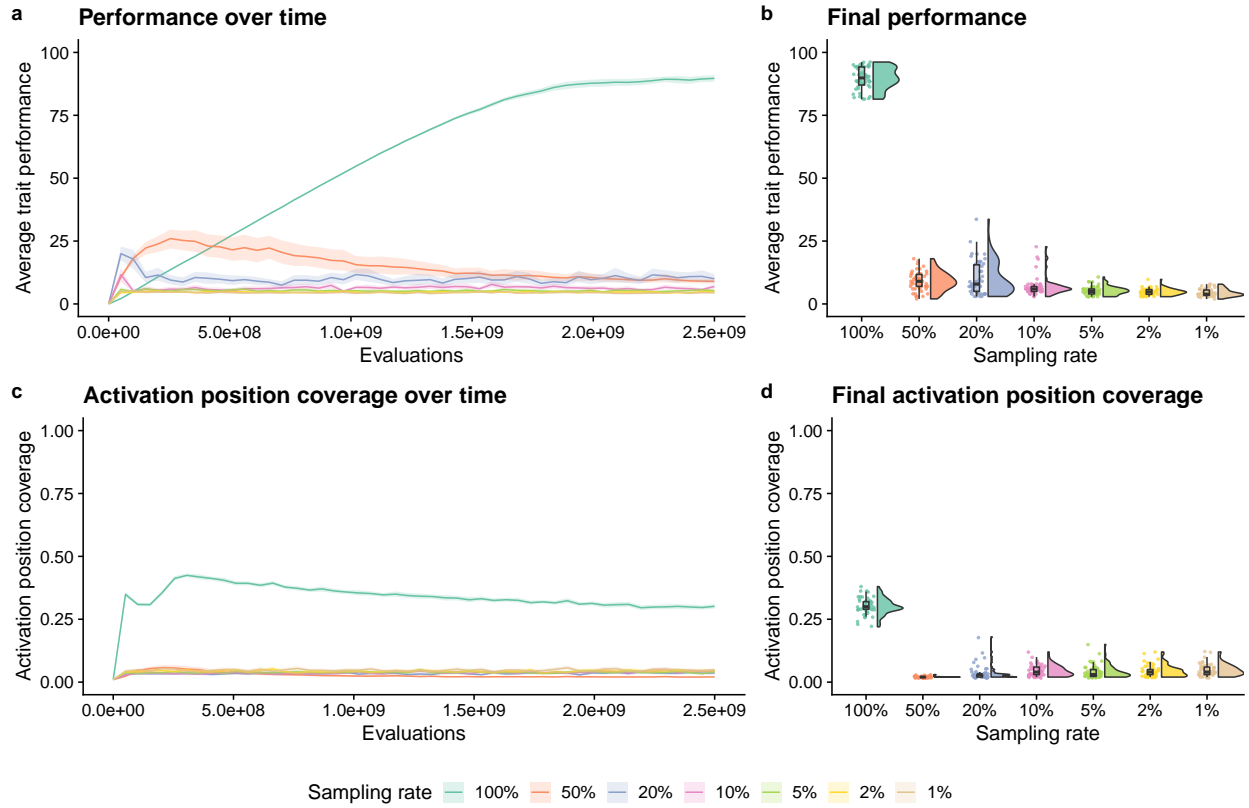 a Performance over time
100
75
50
25
0
Average trait performance
0.0e+00 5.0e+08 1.0e+09 1.5e+09 2.0e+09 2.5e+09
Evaluations
b Final performance
100
75
50
25
0
Average trait performance
100% 50% 20% 10% 5% 2% 1%
Sampling rate
c Activation position coverage over time
1.00
0.75
0.50
0.25
0.00
Activation position coverage
0.0e+00 5.0e+08 1.0e+09 1.5e+09 2.0e+09 2.5e+09
Evaluations
d Final activation position coverage
1.00
0.75
0.50
0.25
0.00
Activation position coverage
100% 50% 20% 10% 5% 2% 1%
Sampling rate
Sampling rate 100% 50% 20% 10% 5% 2% 1%